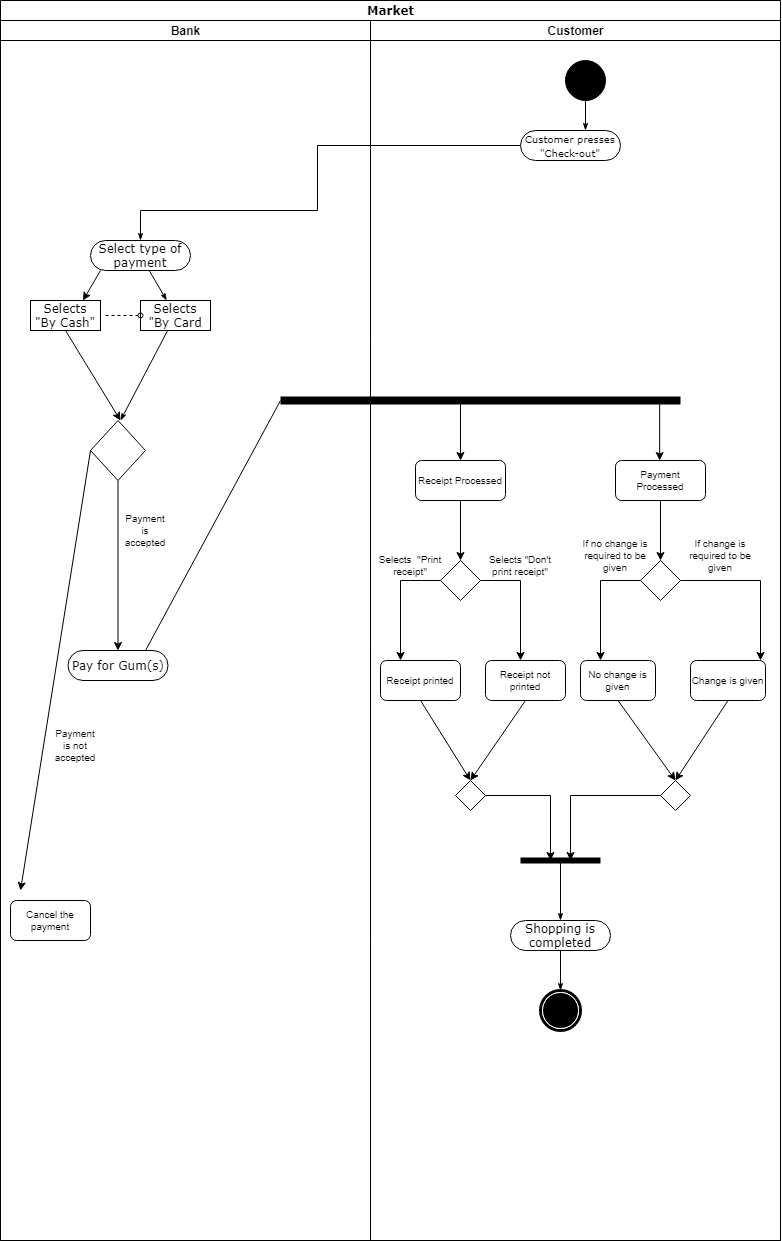 Market
Bank
Customer
Customer presses
"Check-out"
Select type of
payment
Selects
"By Cash"
Selects
"By Card
Receipt Processed
Payment
Processed
Payment
is
accepted
Selects  "Print
receipt"
Selects "Don't
print receipt"
If no change is
required to be
given
If change is
required to be
given
Pay for Gum(s)
Receipt printed
Receipt not
printed
No change is
given
Change is given
Payment
is not
accepted
Cancel the
payment
Shopping is
completed